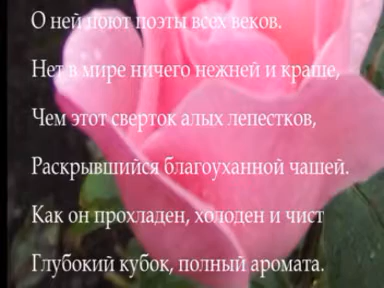 О ней поют поэты всех веков.
Нет в мире ничего нежней и краше,
Чем этот сверток алых лепестков,
Раскрывшийся благоуханной чашей.
Как он прохладен, холоден и чист
Глубокий кубок, полный аромата.